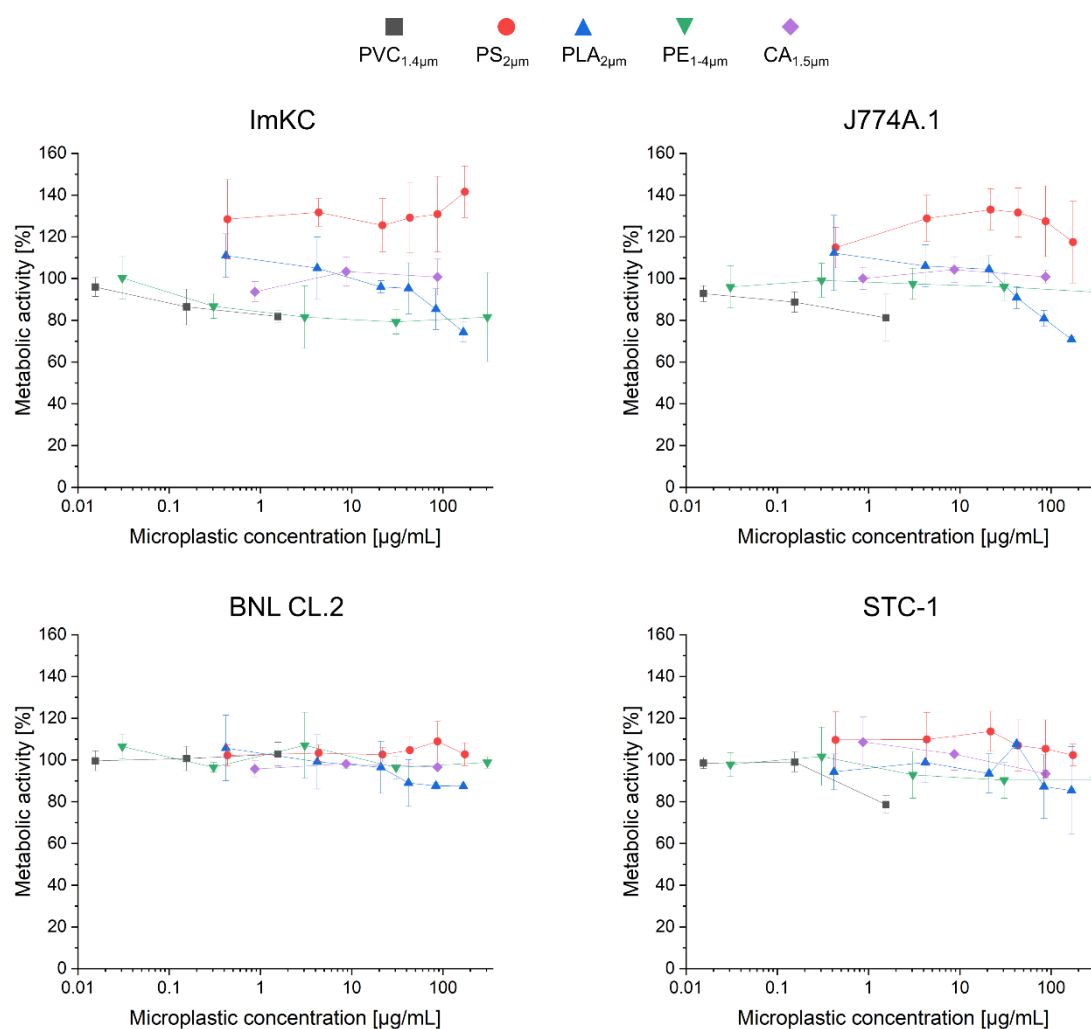 PVC1.4µm PS2µm PLA2µm PE1-4µm CA1.5µm
ImKC
J774A.1
Metabolic activity [%]
160
140
120
100
80
60
40
20
0
0.01 0.1 1 10 100
Microplastic concentration [µg/mL]
Metabolic activity [%]
160
140
120
100
80
60
40
20
0
0.01 0.1 1 10 100
Microplastic concentration [µg/mL]
BNL CL.2
STC-1
Metabolic activity [%]
160
140
120
100
80
60
40
20
0
0.01 0.1 1 10 100
Microplastic concentration [µg/mL]
Metabolic activity [%]
160
140
120
100
80
60
40
20
0
0.01 0.1 1 10 100
Microplastic concentration [µg/mL]